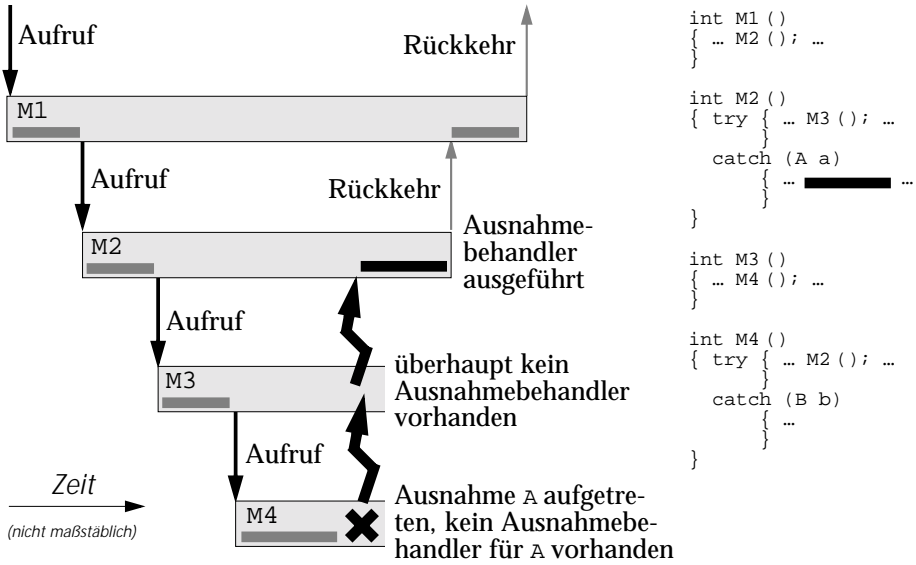 Aufruf
Rückkehr
M1
Aufruf
Rückkehr
M2
Ausnahme-
behandler
ausgeführt
Aufruf
M3
überhaupt kein
Ausnahmebehandler
vorhanden
Aufruf
M4
Ausnahme A aufgetre-
ten, kein Ausnahmebe-
handler für A vorhanden
Zeit
(nicht maßstäblich)
int M1 ()
{ … M2 (); …
}
int M2 ()
{ try { … M3 (); …
}
catch (A a)
{ … …
}
}
int M3 ()
{ … M4 (); …
}
int M4 ()
{ try { … M2 (); …
}
catch (B b)
{ …
}
}